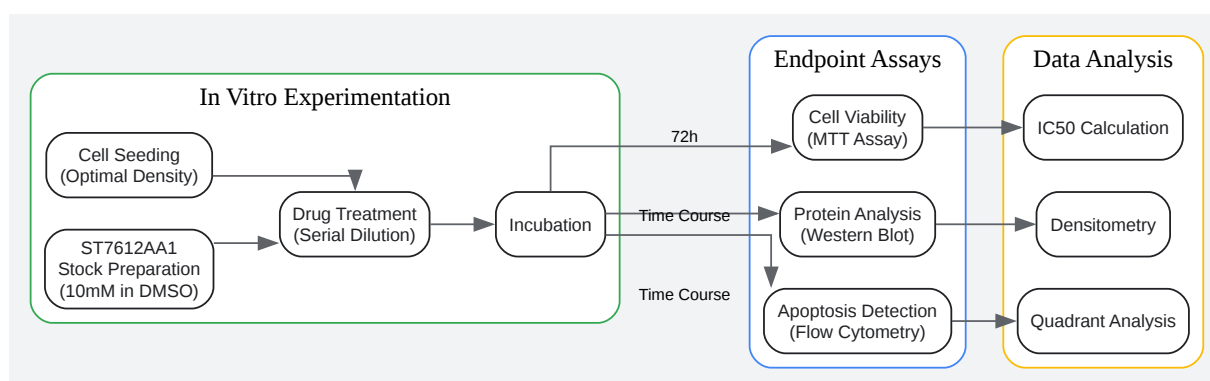 In Vitro Experimentation
Cell Seeding
(Optimal Density)
ST7612AA1
Stock Preparation
(10mM in DMSO)
Drug Treatment
(Serial Dilution)
Incubation
72h
Time Course
Time Course
Endpoint Assays
Cell Viability
(MTT Assay)
Protein Analysis
(Western Blot)
Apoptosis Detection
(Flow Cytometry)
Data Analysis
IC50 Calculation
Densitometry
Quadrant Analysis